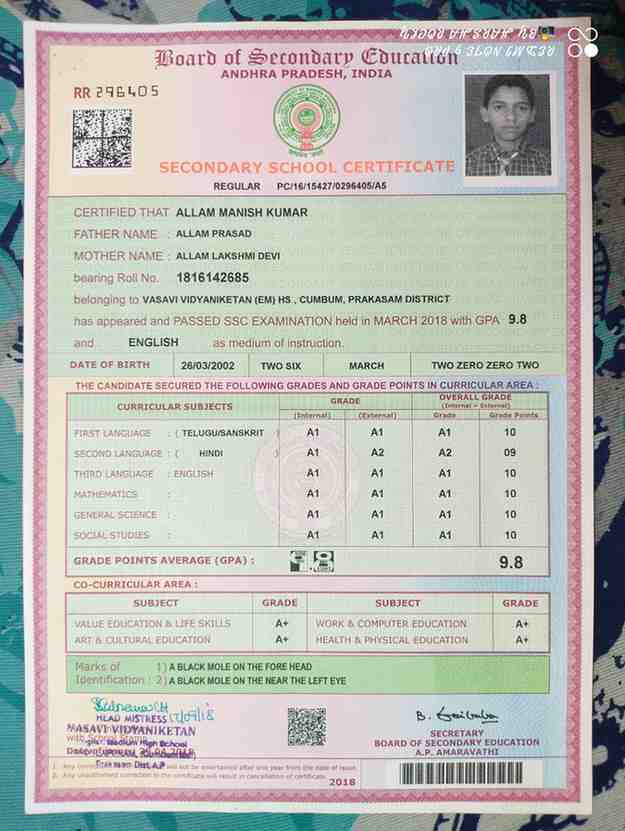 REDMI NOTE 9 PRO
Board of Secondary Education
ANDHRA PRADESH, INDIA
RR 296405
SECONDARY SCHOOL CERTIFICATE
REGULAR PC/16/15427/0296405/A5
CERTIFIED THAT ALLAM MANISH KUMAR
FATHER NAME : ALLAM PRASAD
MOTHER NAME : ALLAM LAKSHMI DEVI
bearing Roll No. 1816142685
belonging to VASAVI VIDYANIKETAN (EM) HS , CUMBUM, PRAKASAM DISTRICT
has appeared and PASSED SSC EXAMINATION held in MARCH 2018 with GPA 9.8
and ENGLISH as medium of instruction.
DATE OF BIRTH 26/03/2002 TWO SIX MARCH TWO ZERO ZERO TWO
THE CANDIDATE SECURED THE FOLLOWING GRADES AND GRADE POINTS IN CURRICULAR AREA :
CURRICULAR SUBJECTS GRADE OVERALL GRADE
(Internal + External)
(Internal) (External) Grade Grade Points
FIRST LANGUAGE : ( TELUGU/SANSKRIT ) A1 A1 A1 10
SECOND LANGUAGE : ( HINDI ) A1 A2 A2 09
THIRD LANGUAGE : ENGLISH A1 A1 A1 10
MATHEMATICS : A1 A1 A1 10
GENERAL SCIENCE : A1 A1 A1 10
SOCIAL STUDIES : A1 A1 A1 10
GRADE POINTS AVERAGE (GPA) : 9.8 9.8
CO-CURRICULAR AREA :
SUBJECT GRADE SUBJECT GRADE
VALUE EDUCATION & LIFE SKILLS A+ WORK & COMPUTER EDUCATION A+
ART & CULTURAL EDUCATION A+ HEALTH & PHYSICAL EDUCATION A+
Marks of 1) A BLACK MOLE ON THE FORE HEAD
Identification : 2) A BLACK MOLE ON THE NEAR THE LEFT EYE
HEAD MISTRESS
VASAVI VIDYANIKETAN
with School Stamp
Medium High School
Prakasam Dist, A.P
SECRETARY
BOARD OF SECONDARY EDUCATION
A.P. AMARAVATHI
1. Any will not be entertained after one year from the date of issue.
2. Any unauthorised correction in the certificate will result in cancellation of certificate.
2018